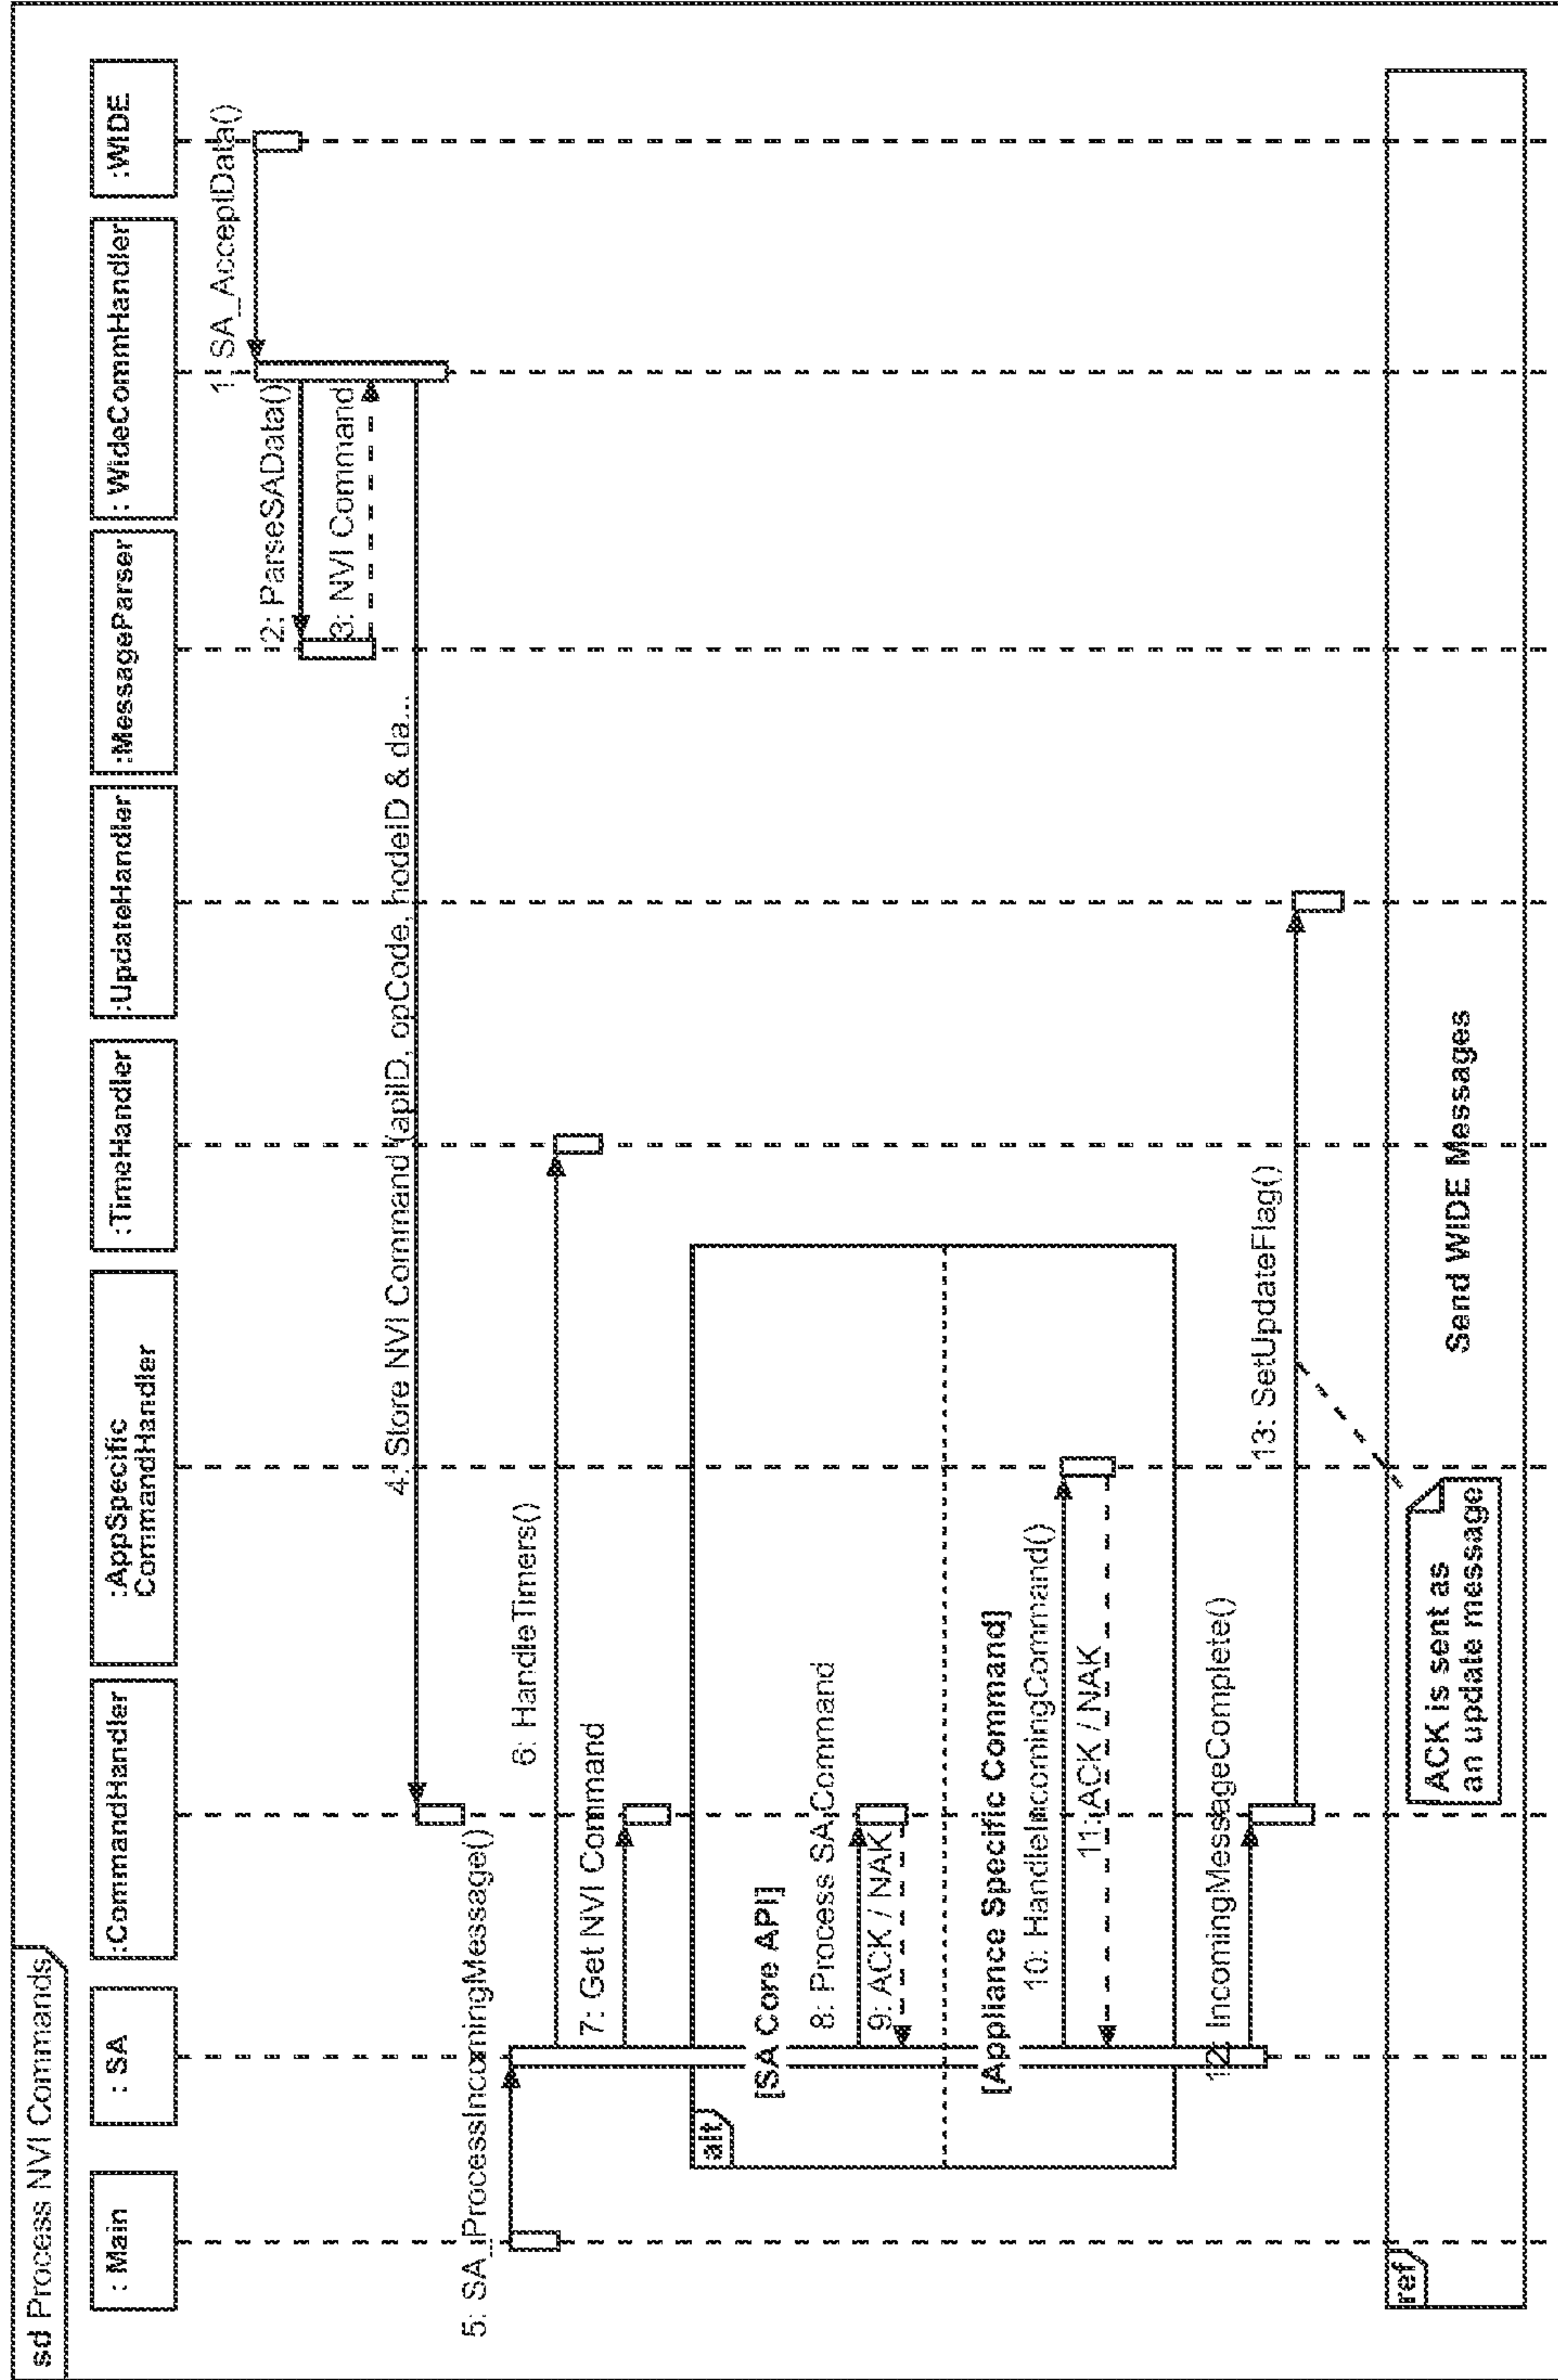 sd Process NVI Commands
: Main
: SA
:CommandHandler
:AppSpecific
CommandHandler
:TimeHandler
:UpdateHandler
:MessageParser
: WideCommHandler
:WIDE
1: SA_AcceptData()
2: ParseSAData()
3: NVI Command
4: Store NVI Command (apiID, opCode, nodeID & da...
5: SA_ProcessIncomingMessage()
6: HandleTimers()
7: Get NVI Command
alt
[SA Core API]
8: Process SA Command
9: ACK / NAK
[Appliance Specific Command]
10: HandleIncomingCommand()
11: ACK / NAK
12: IncomingMessageComplete()
13: SetUpdateFlag()
ref
Send WIDE Messages
ACK is sent as
an update message